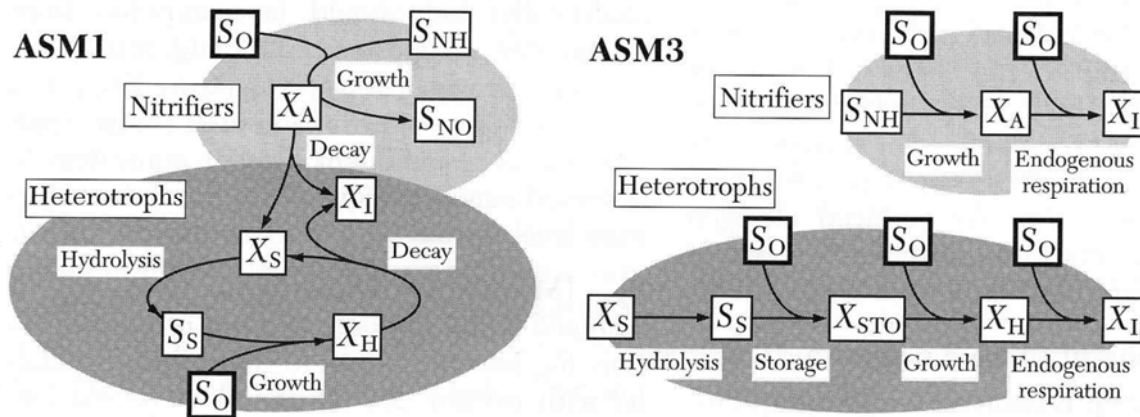 ASM1
S_O
S_NH
Growth
Nitrifiers
X_A
S_NO
Decay
Heterotrophs
X_I
Hydrolysis
X_S
Decay
S_S
X_H
S_O
Growth
ASM3
S_O
S_O
Nitrifiers
S_NH
X_A
X_I
Growth
Endogenous
respiration
Heterotrophs
S_O
S_O
S_O
X_S
S_S
X_STO
X_H
X_I
Hydrolysis
Storage
Growth
Endogenous
respiration